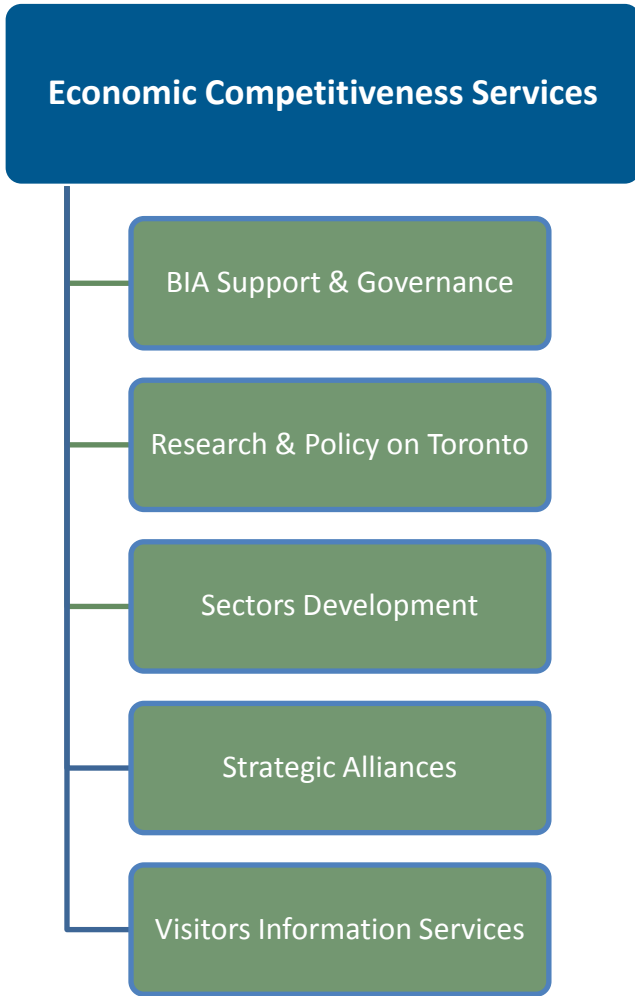 Economic Competitiveness Services
BIA Support & Governance
Research & Policy on Toronto
Sectors Development
Strategic Alliances
Visitors Information Services